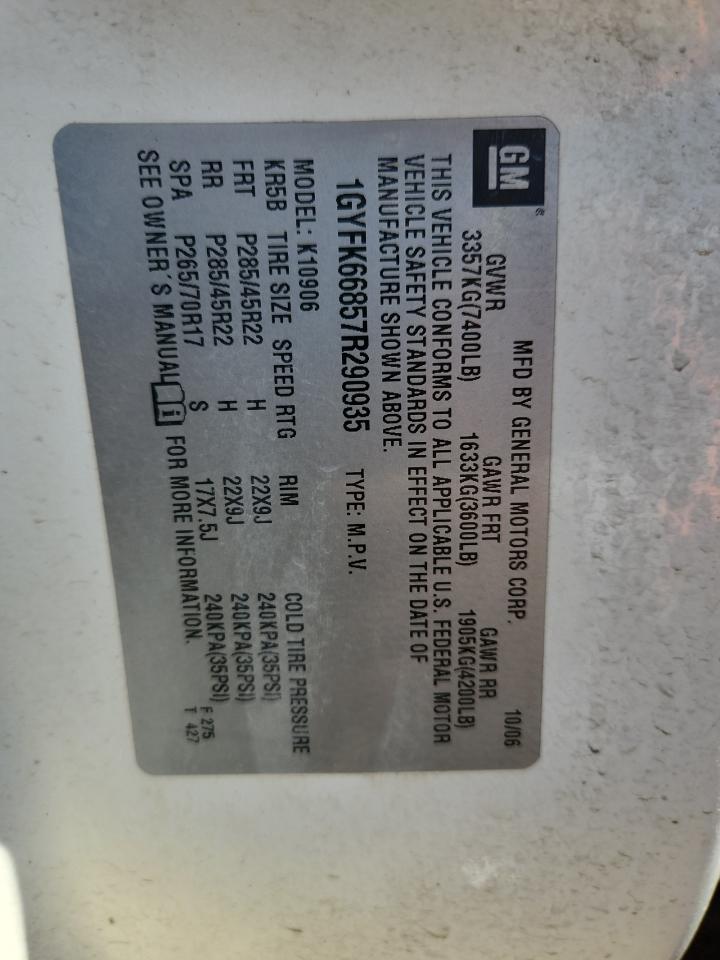 GM®
MFD BY GENERAL MOTORS CORP. 10/06
GVWR GAWR FRT GAWR RR
3357KG(7400LB) 1633KG(3600LB) 1905KG(4200LB)
THIS VEHICLE CONFORMS TO ALL APPLICABLE U.S. FEDERAL MOTOR
VEHICLE SAFETY STANDARDS IN EFFECT ON THE DATE OF
MANUFACTURE SHOWN ABOVE.
1GYFK66857R290935 TYPE: M.P.V.
MODEL: K10906
KR5B TIRE SIZE SPEED RTG RIM COLD TIRE PRESSURE
FRT P285/45R22 H 22X9J 240KPA(35PSI)
RR P285/45R22 H 22X9J 240KPA(35PSI)
SPA P265/70R17 S 17X7.5J 240KPA(35PSI) F 275
SEE OWNER'S MANUAL i FOR MORE INFORMATION. T 427